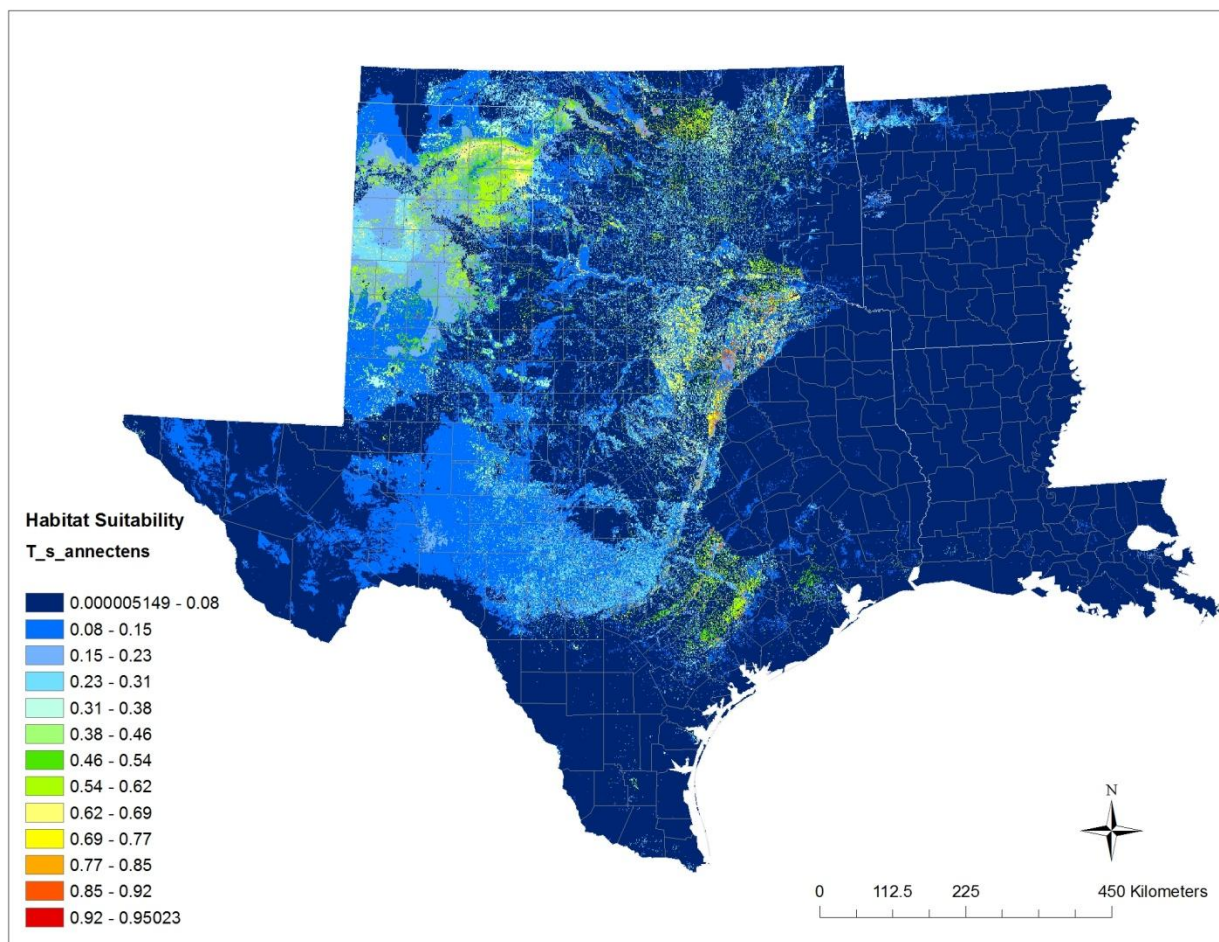 Habitat Suitability
T_s_annectens
0.000005149 - 0.08
0.08 - 0.15
0.15 - 0.23
0.23 - 0.31
0.31 - 0.38
0.38 - 0.46
0.46 - 0.54
0.54 - 0.62
0.62 - 0.69
0.69 - 0.77
0.77 - 0.85
0.85 - 0.92
0.92 - 0.95023
N
0 112.5 225 450 Kilometers